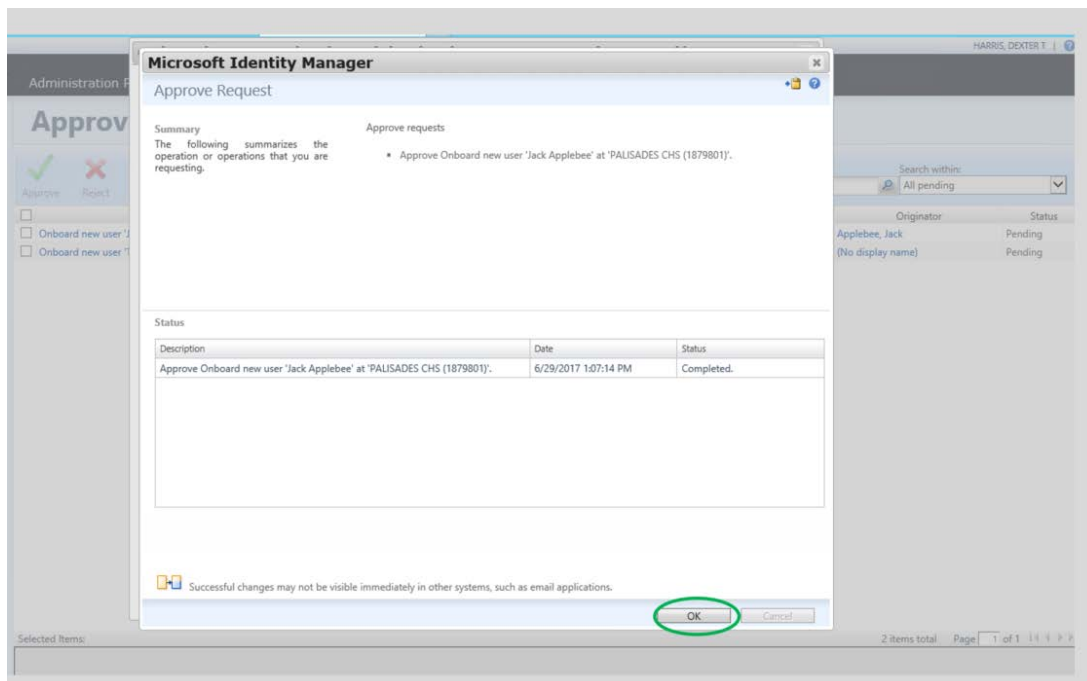 HARRIS, DEXTER T. |
Microsoft Identity Manager
Administration
Approve Request
Approv
Summary
Approve requests
The following summarizes the
operation or operations that you are
requesting.
• Approve Onboard new user 'Jack Applebee' at 'PALISADES CHS (1879801)'.
Search within:
All pending
Approve Reject
Originator Status
Onboard new user 'J
Applebee, Jack Pending
Onboard new user
(No display name) Pending
Status
Description Date Status
Approve Onboard new user 'Jack Applebee' at 'PALISADES CHS (1879801)'. 6/29/2017 1:07:14 PM Completed.
Successful changes may not be visible immediately in other systems, such as email applications.
OK Cancel
Selected Items:
2 items total Page 1 of 1